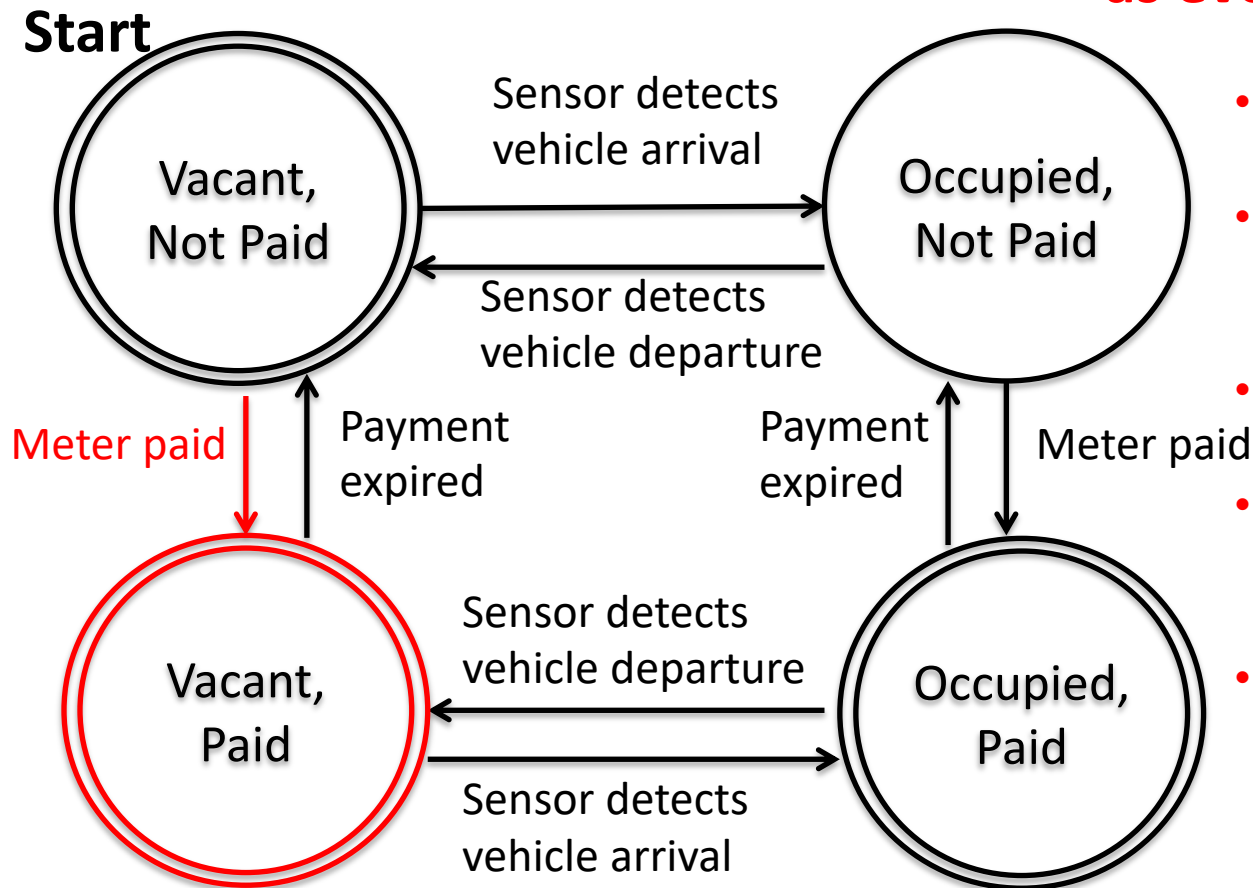 Start
Vacant,
Not Paid
Sensor detects
vehicle arrival
Occupied,
Not Paid
Sensor detects
vehicle departure
Meter paid
Payment
expired
Payment
expired
Meter paid
Vacant,
Paid
Sensor detects
vehicle departure
Occupied,
Paid
Sensor detects
vehicle arrival